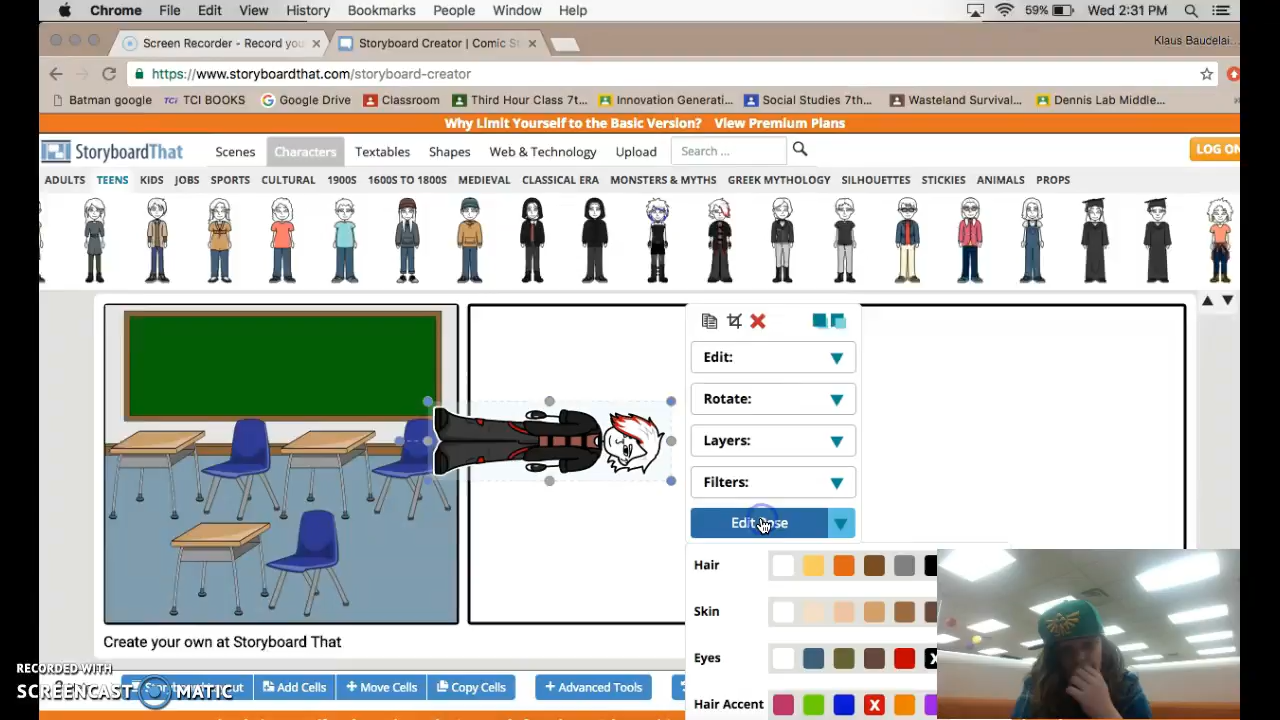 Chrome File Edit View History Bookmarks People Window Help 59% Wed 2:31 PM
Screen Recorder - Record you × Storyboard Creator | Comic St × Klaus Baudelai...
https://www.storyboardthat.com/storyboard-creator
Batman google TCI TCI BOOKS Google Drive Classroom Third Hour Class 7t... Innovation Generati... Social Studies 7th... Wasteland Survival... Dennis Lab Middle... »
Why Limit Yourself to the Basic Version? View Premium Plans
StoryboardThat Scenes Characters Textables Shapes Web & Technology Upload Search ... LOG ON
ADULTS TEENS KIDS JOBS SPORTS CULTURAL 1900S 1600S TO 1800S MEDIEVAL CLASSICAL ERA MONSTERS & MYTHS GREEK MYTHOLOGY SILHOUETTES STICKIES ANIMALS PROPS
Edit:
Rotate:
Layers:
Filters:
Edit Pose
Hair
Skin
Eyes X
Create your own at Storyboard That
Hair Accent X
RECORDED WITH
SCREENCAST MATIC
Add Cells Move Cells Copy Cells + Advanced Tools